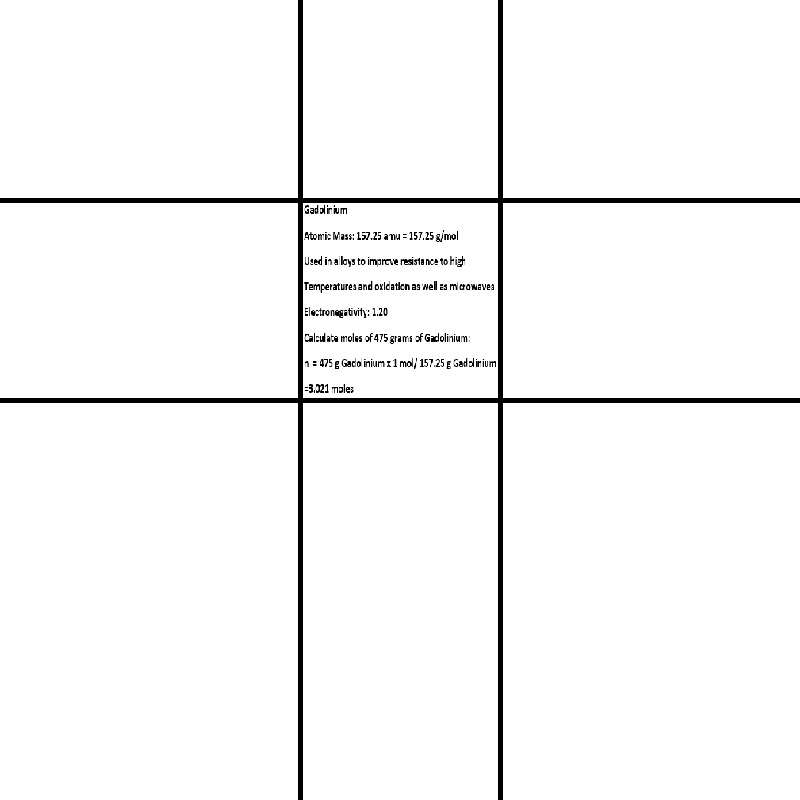 Gadolinium
Atomic Mass: 157.25 amu = 157.25 g/mol
Used in alloys to improve resistance to high
Temperatures and oxidation as well as microwaves
Electronegativity: 1.20
Calculate moles of 475 grams of Gadolinium:
n = 475 g Gadolinium x 1 mol/ 157.25 g Gadolinium
=3.021 moles